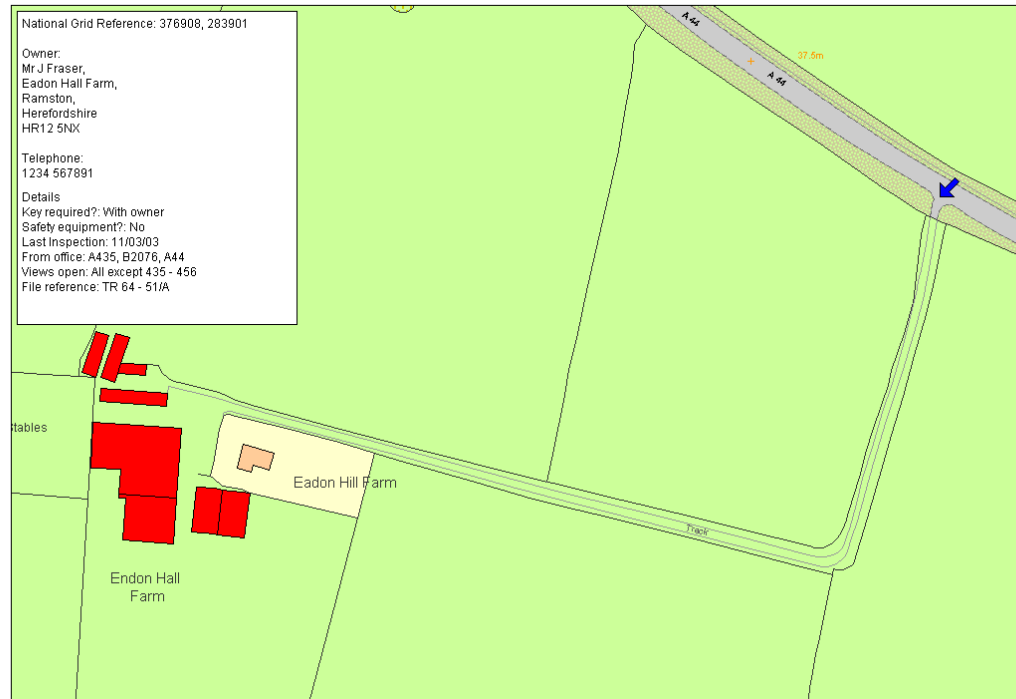 National Grid Reference: 376908, 283901
Owner:
Mr J Fraser,
Eadon Hall Farm,
Ramston,
Herefordshire
HR12 5NX
Telephone:
1234 567891
Details
Key required?: With owner
Safety equipment?: No
Last Inspection: 11/03/03
From office: A435, B2076, A44
Views open: All except 435 - 456
File reference: TR 64 - 51/A
A 44
37.5m
A 44
Stables
Eadon Hill Farm
Track
Endon Hall
Farm